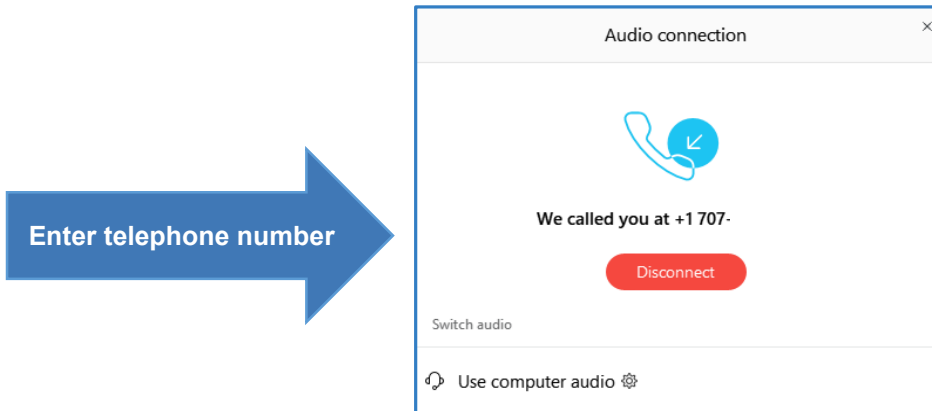 Audio connection
Enter telephone number
We called you at +1 707-
Disconnect
Switch audio
Use computer audio